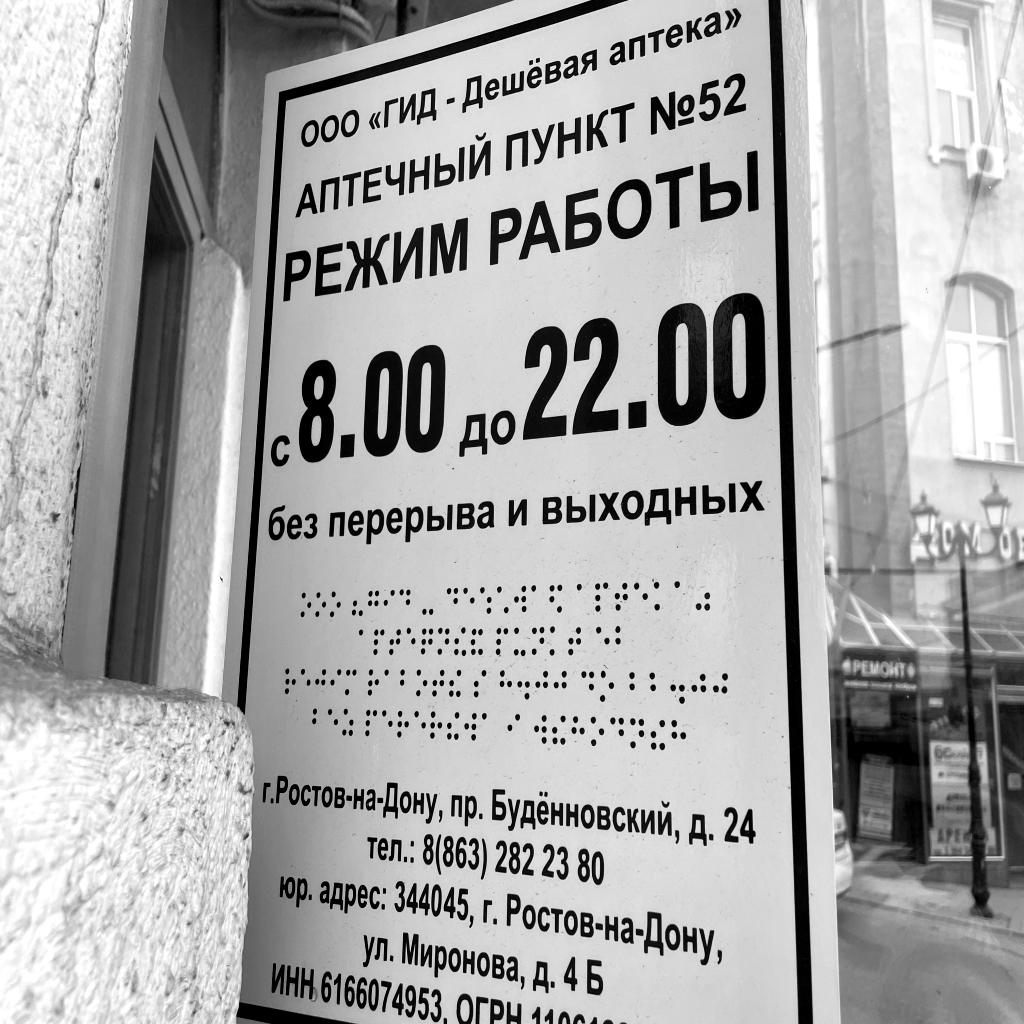 ООО «ГИД - Дешёвая аптека»
АПТЕЧНЫЙ ПУНКТ №52
РЕЖИМ РАБОТЫ
с 8.00 до 22.00
без перерыва и выходных
г.Ростов-на-Дону, пр. Будённовский, д. 24
тел.: 8(863) 282 23 80
юр. адрес: 344045, г. Ростов-на-Дону,
ул. Миронова, д. 4 Б
ИНН 6166074953, ОГРН
РЕМОНТ